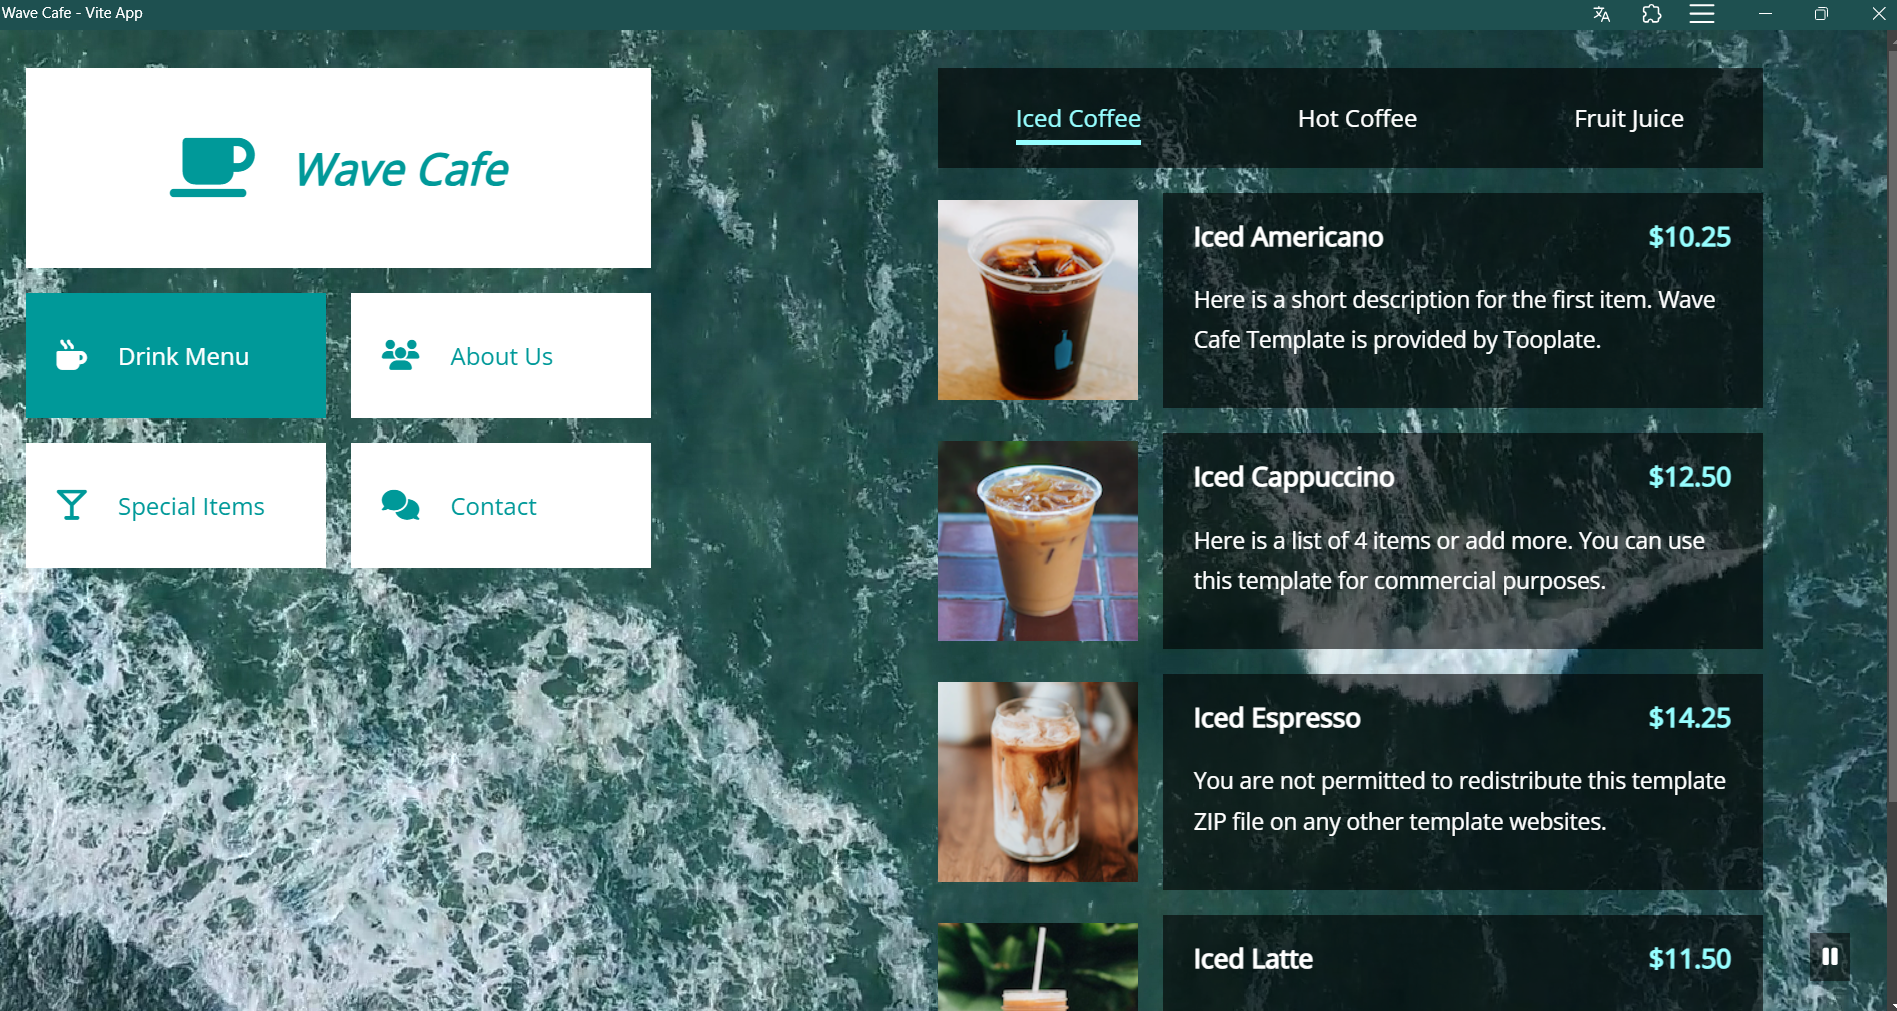 Wave Cafe - Vite App
Wave Cafe
Drink Menu
About Us
Special Items
Contact
Iced Coffee
Hot Coffee
Fruit Juice
Iced Americano
$10.25
Here is a short description for the first item. Wave
Cafe Template is provided by Tooplate.
Iced Cappuccino
$12.50
Here is a list of 4 items or add more. You can use
this template for commercial purposes.
Iced Espresso
$14.25
You are not permitted to redistribute this template
ZIP file on any other template websites.
Iced Latte
$11.50